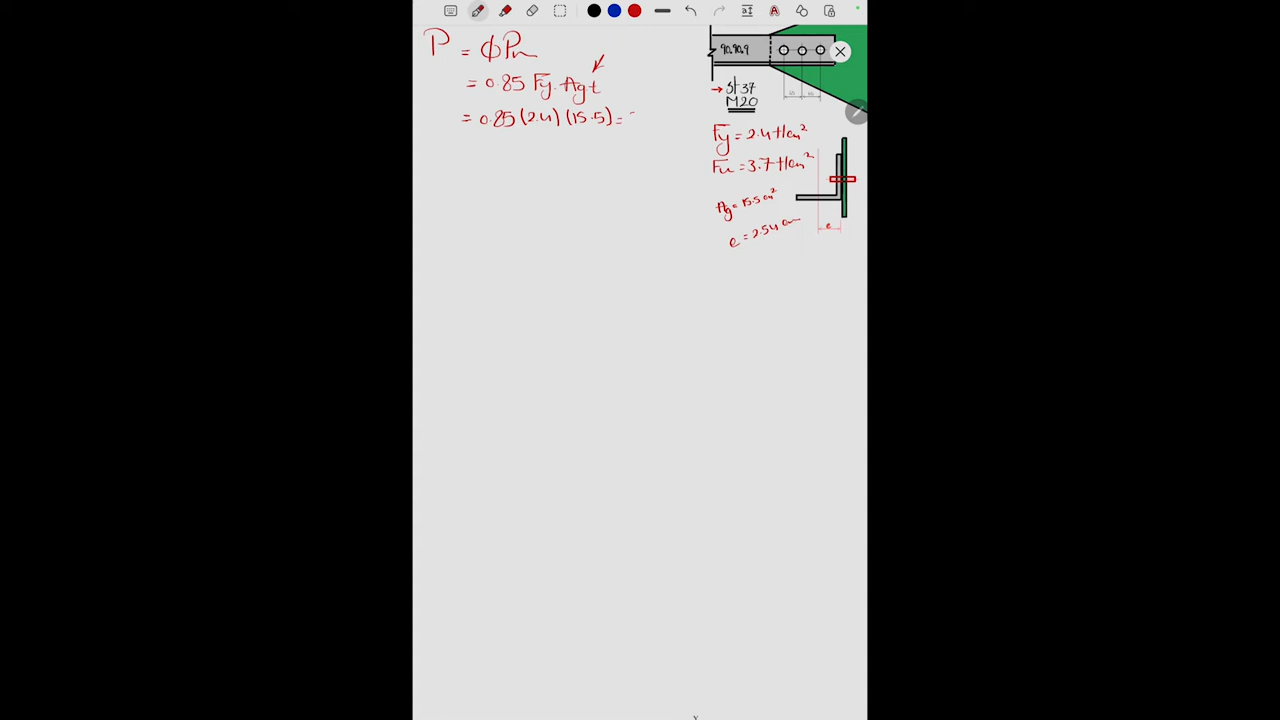 P = φPn
= 0.85 Fy. Agt
= 0.85 (2.4) (15.5) =
90.90.9
→ st 37
M20
Fy = 2.4 t/cm²
Fu = 3.7 t/cm²
Ag = 15.5 cm²
e = 2.54 cm
e